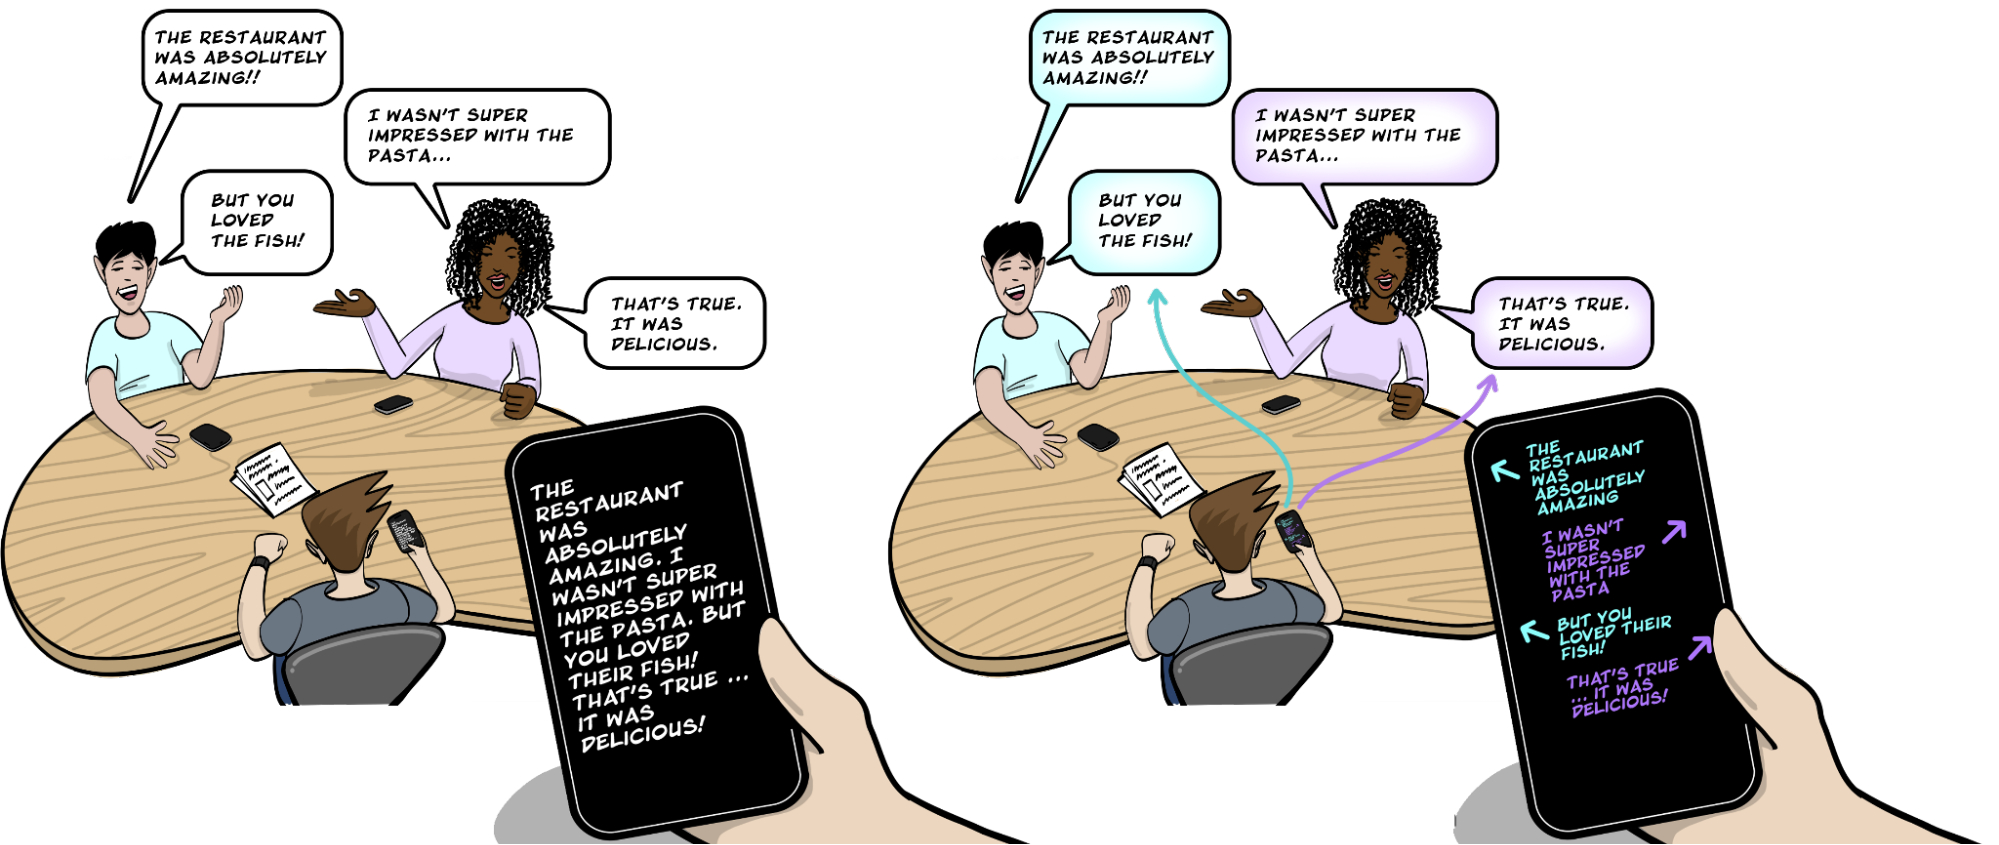 THE RESTAURANT
WAS ABSOLUTELY
AMAZING!!
I WASN'T SUPER
IMPRESSED WITH THE
PASTA...
BUT YOU
LOVED
THE FISH!
THAT'S TRUE.
IT WAS
DELICIOUS.
THE
RESTAURANT
WAS
ABSOLUTELY
AMAZING. I
WASN'T SUPER
IMPRESSED WITH
THE PASTA. BUT
YOU LOVED
THEIR FISH!
THAT'S TRUE ...
IT WAS
DELICIOUS!
THE RESTAURANT
WAS ABSOLUTELY
AMAZING!!
I WASN'T SUPER
IMPRESSED WITH THE
PASTA...
BUT YOU
LOVED
THE FISH!
THAT'S TRUE.
IT WAS
DELICIOUS.
THE
RESTAURANT
WAS
ABSOLUTELY
AMAZING
I WASN'T
SUPER
IMPRESSED
WITH THE
PASTA
BUT YOU
LOVED THEIR
FISH!
THAT'S TRUE
... IT WAS
DELICIOUS!